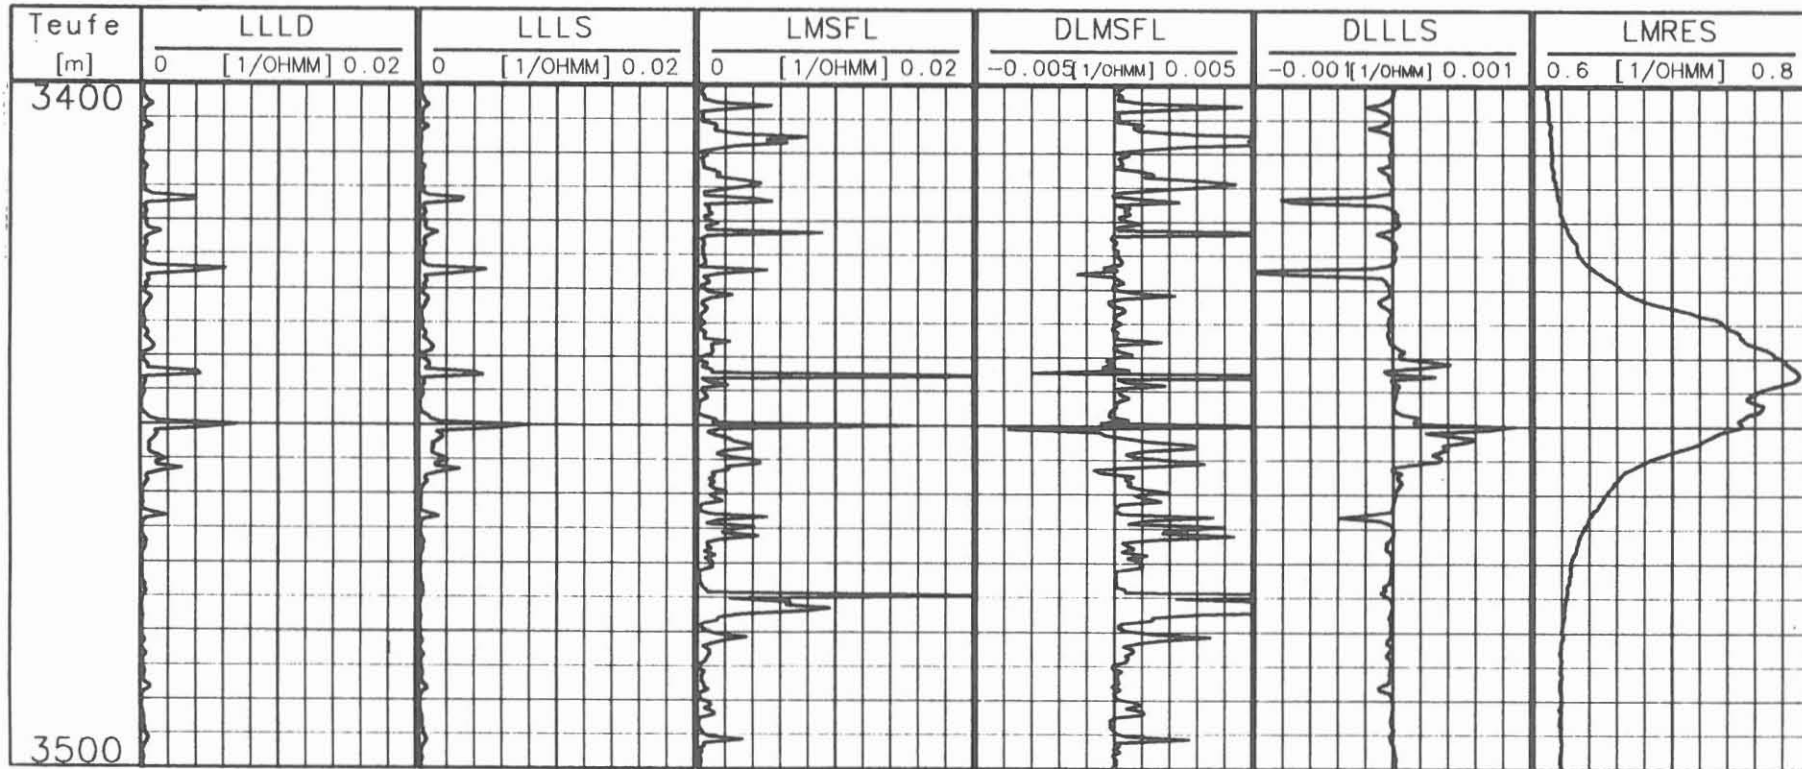 Teufe LLLD LLLS LMSFL DLMSFL DLLLS LMRES
[m] 0 [1/OHMM] 0.02 0 [1/OHMM] 0.02 0 [1/OHMM] 0.02 -0.005 [1/OHMM] 0.005 -0.001 [1/OHMM] 0.001 0.6 [1/OHMM] 0.8
3400
3500